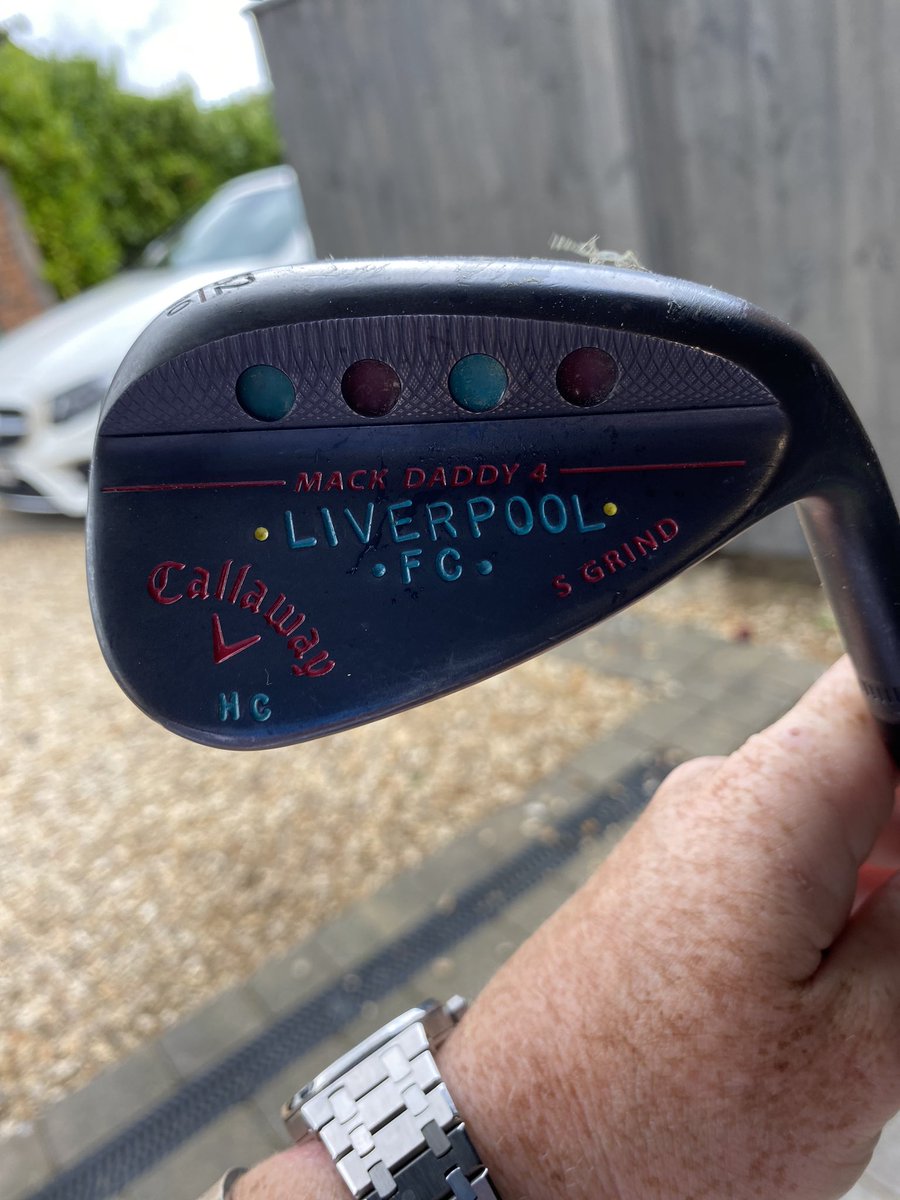 MACK DADDY 4
LIVERPOOL
FC
S GRIND
Callaway
HC